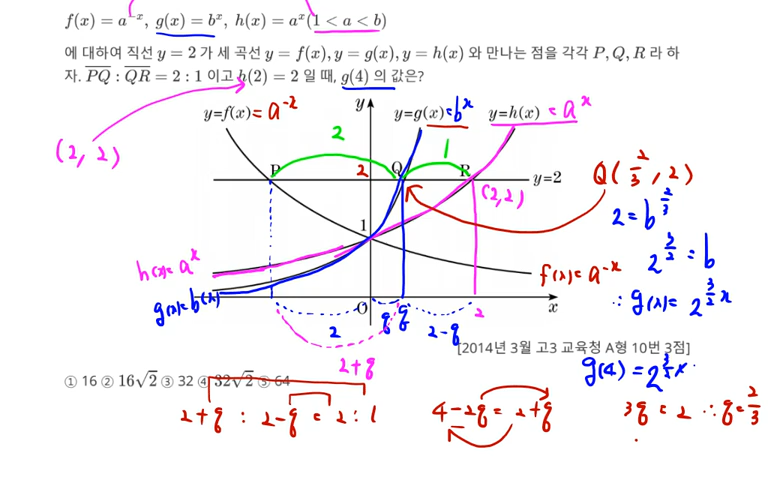 f(x) = a^{-x}, g(x) = b^x, h(x) = a^x(1 < a < b)
에 대하여 직선 y = 2 가 세 곡선 y = f(x), y = g(x), y = h(x) 와 만나는 점을 각각 P, Q, R 라 하
자. PQ : QR = 2 : 1 이고 h(2) = 2 일 때, g(4) 의 값은?
y=f(x) = a^{-2}
y
y=g(x) = b^x
y=h(x) = a^x
(2, 2)
2
1
P
2
Q
R
y=2
(2,2)
Q(2/3, 2)
2 = b^{2/3}
2^{3/2} = b
1
h(x)= a^x
f(x)= a^{-x}
∴ g(x)= 2^{3/2 x}
g(x)= b(x)
O
x
2
q
q
2-q
2
2+q
[2014년 3월 고3 교육청 A형 10번 3점]
① 16 ② 16√2 ③ 32 ④ 32√2 ⑤ 64
2+q : 2-q = 2 : 1
4-2q = 2+q
3q = 2 ∴ q = 2/3